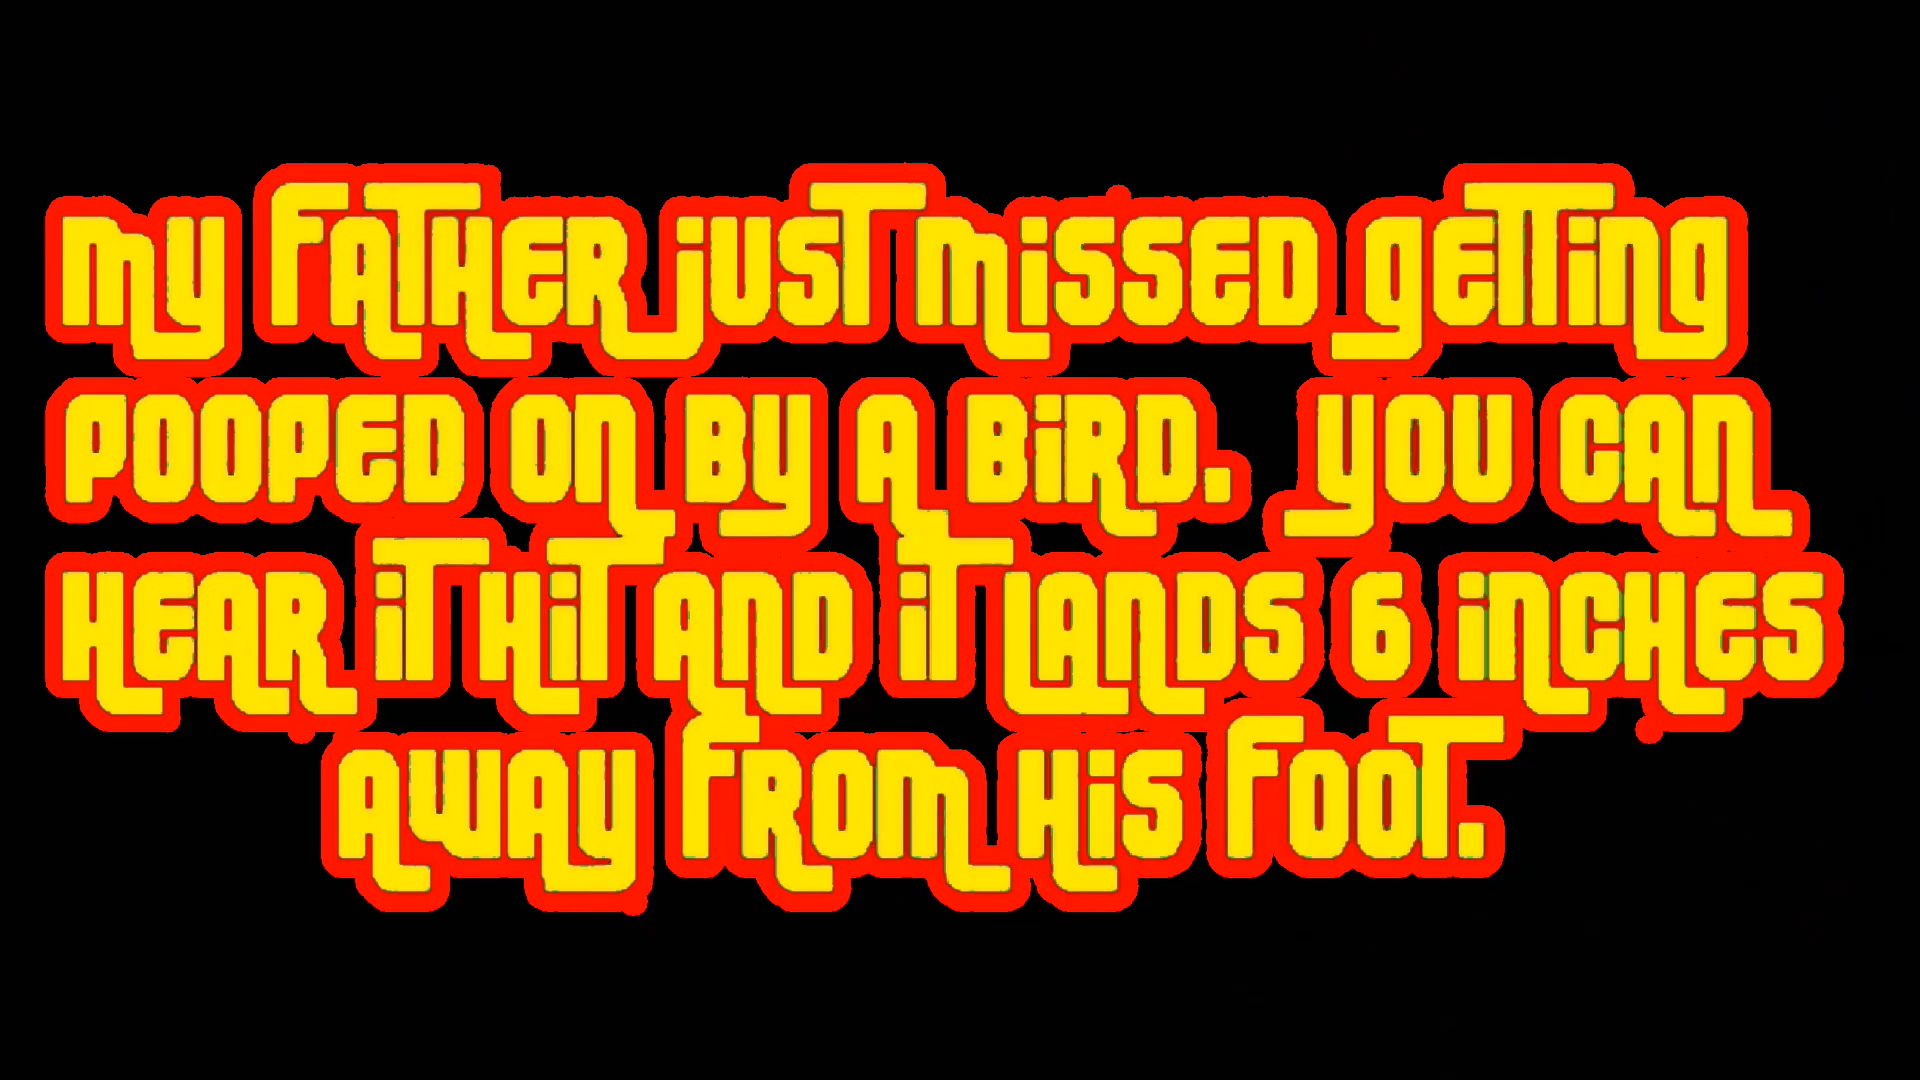 my father just missed getting
pooped on by a bird.  you can
hear it hit and it lands 6 inches
away from his foot.